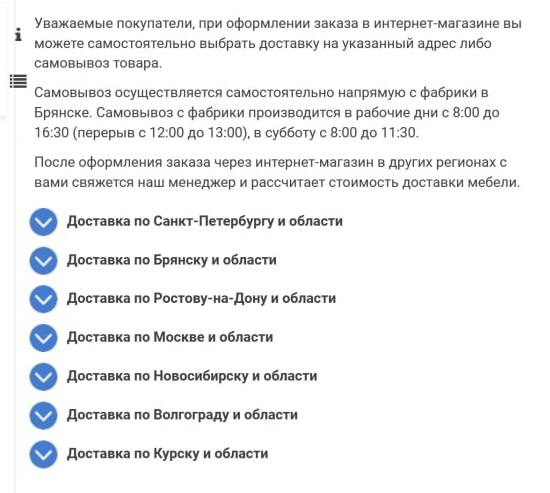 Уважаемые покупатели, при оформлении заказа в интернет-магазине вы
можете самостоятельно выбрать доставку на указанный адрес либо
самовывоз товара.
Самовывоз осуществляется самостоятельно напрямую с фабрики в
Брянске. Самовывоз с фабрики производится в рабочие дни с 8:00 до
16:30 (перерыв с 12:00 до 13:00), в субботу с 8:00 до 11:30.
После оформления заказа через интернет-магазин в других регионах с
вами свяжется наш менеджер и рассчитает стоимость доставки мебели.
Доставка по Санкт-Петербургу и области
Доставка по Брянску и области
Доставка по Ростову-на-Дону и области
Доставка по Москве и области
Доставка по Новосибирску и области
Доставка по Волгограду и области
Доставка по Курску и области